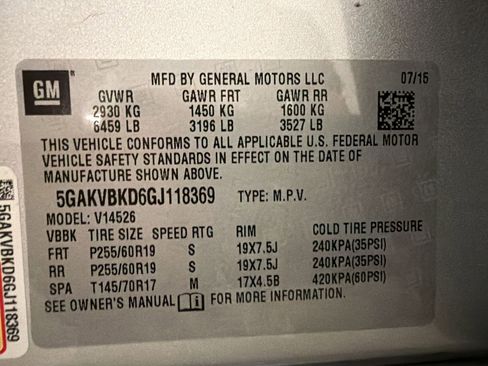 GM
MFD BY GENERAL MOTORS LLC 07/15
GVWR GAWR FRT GAWR RR
2930 KG 1450 KG 1600 KG
6459 LB 3196 LB 3527 LB
THIS VEHICLE CONFORMS TO ALL APPLICABLE U.S. FEDERAL MOTOR
VEHICLE SAFETY STANDARDS IN EFFECT ON THE DATE OF
MANUFACTURE SHOWN ABOVE.
5GAKVBKD6GJ118369 TYPE: M.P.V.
MODEL: V14526
VBBK TIRE SIZE SPEED RTG RIM COLD TIRE PRESSURE
FRT P255/60R19 S 19X7.5J 240KPA(35PSI)
RR P255/60R19 S 19X7.5J 240KPA(35PSI)
SPA T145/70R17 M 17X4.5B 420KPA(60PSI)
SEE OWNER'S MANUAL FOR MORE INFORMATION.
5GAKVBKD6GJ118369